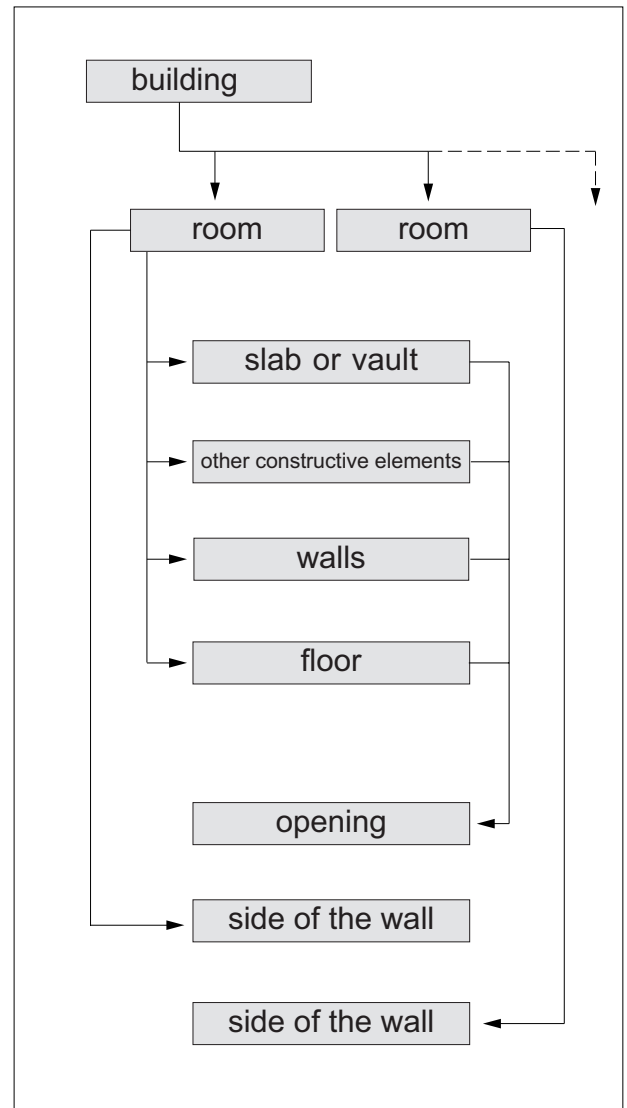 building
room
room
slab or vault
other constructive elements
walls
floor
opening
side of the wall
side of the wall